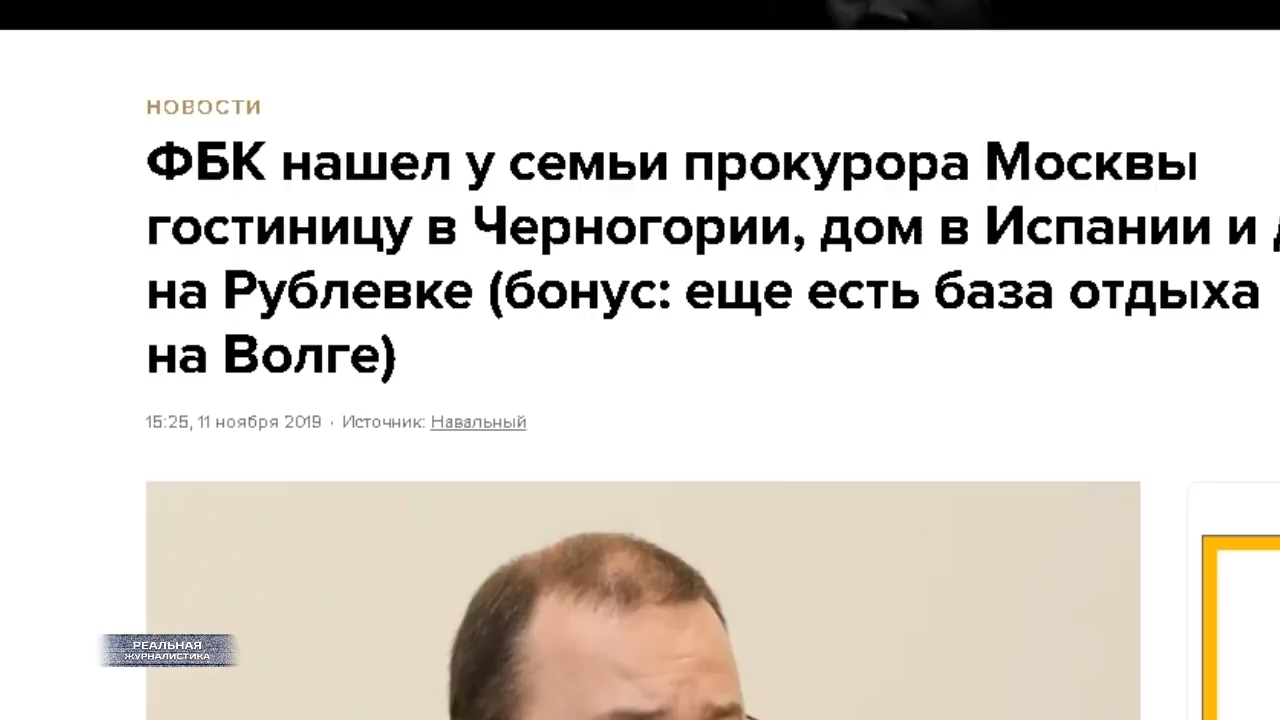 НОВОСТИ
ФБК нашел у семьи прокурора Москвы
гостиницу в Черногории, дом в Испании и
на Рублевке (бонус: еще есть база отдыха
на Волге)
15:25, 11 ноября 2019 · Источник: Навальный
РЕАЛЬНАЯ
ЖУРНАЛИСТИКА